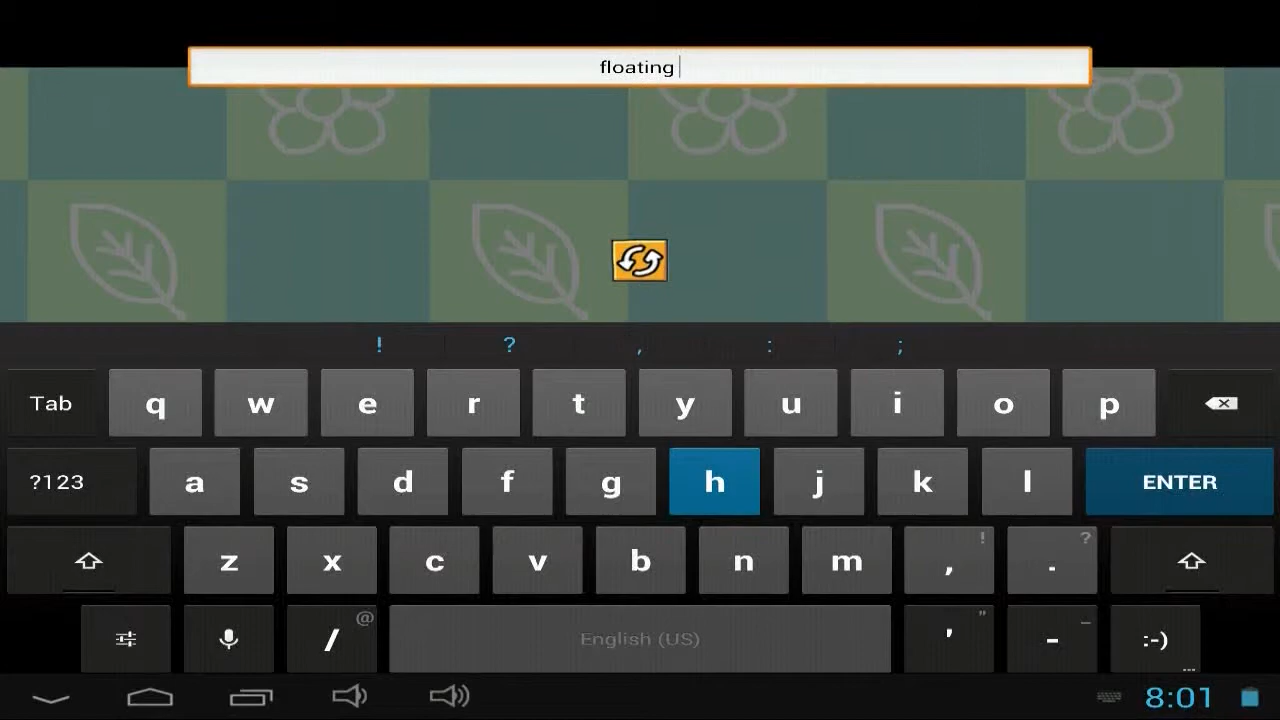 floating
! ? , : ;
Tab q w e r t y u i o p
?123 a s d f g h j k l ENTER
z x c v b n m , ! . ?
/ @ English (US) ' " - _ :-) ...
8:01